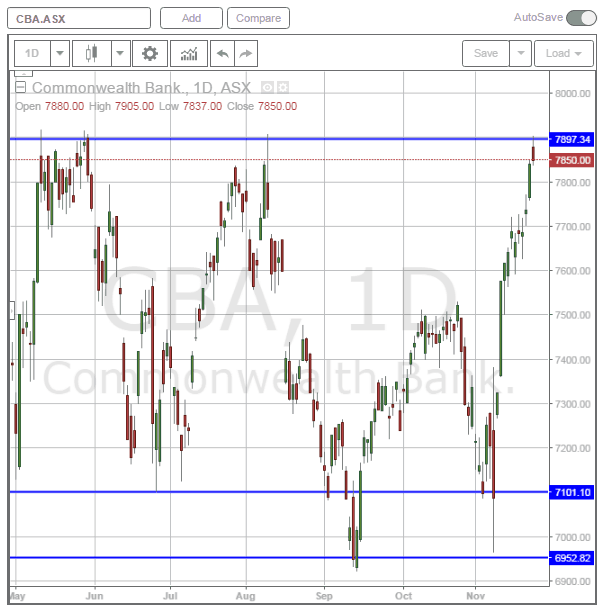 CBA.ASX Add Compare AutoSave
1D Save Load
Commonwealth Bank., 1D, ASX
Open 7880.00 High 7905.00 Low 7837.00 Close 7850.00
8000.00
7897.34
7850.00
7800.00
7700.00
7600.00
7500.00
7400.00
7300.00
7200.00
7101.10
7000.00
6952.82
6900.00
CBA, 1D
Commonwealth Bank.
May Jun Jul Aug Sep Oct Nov